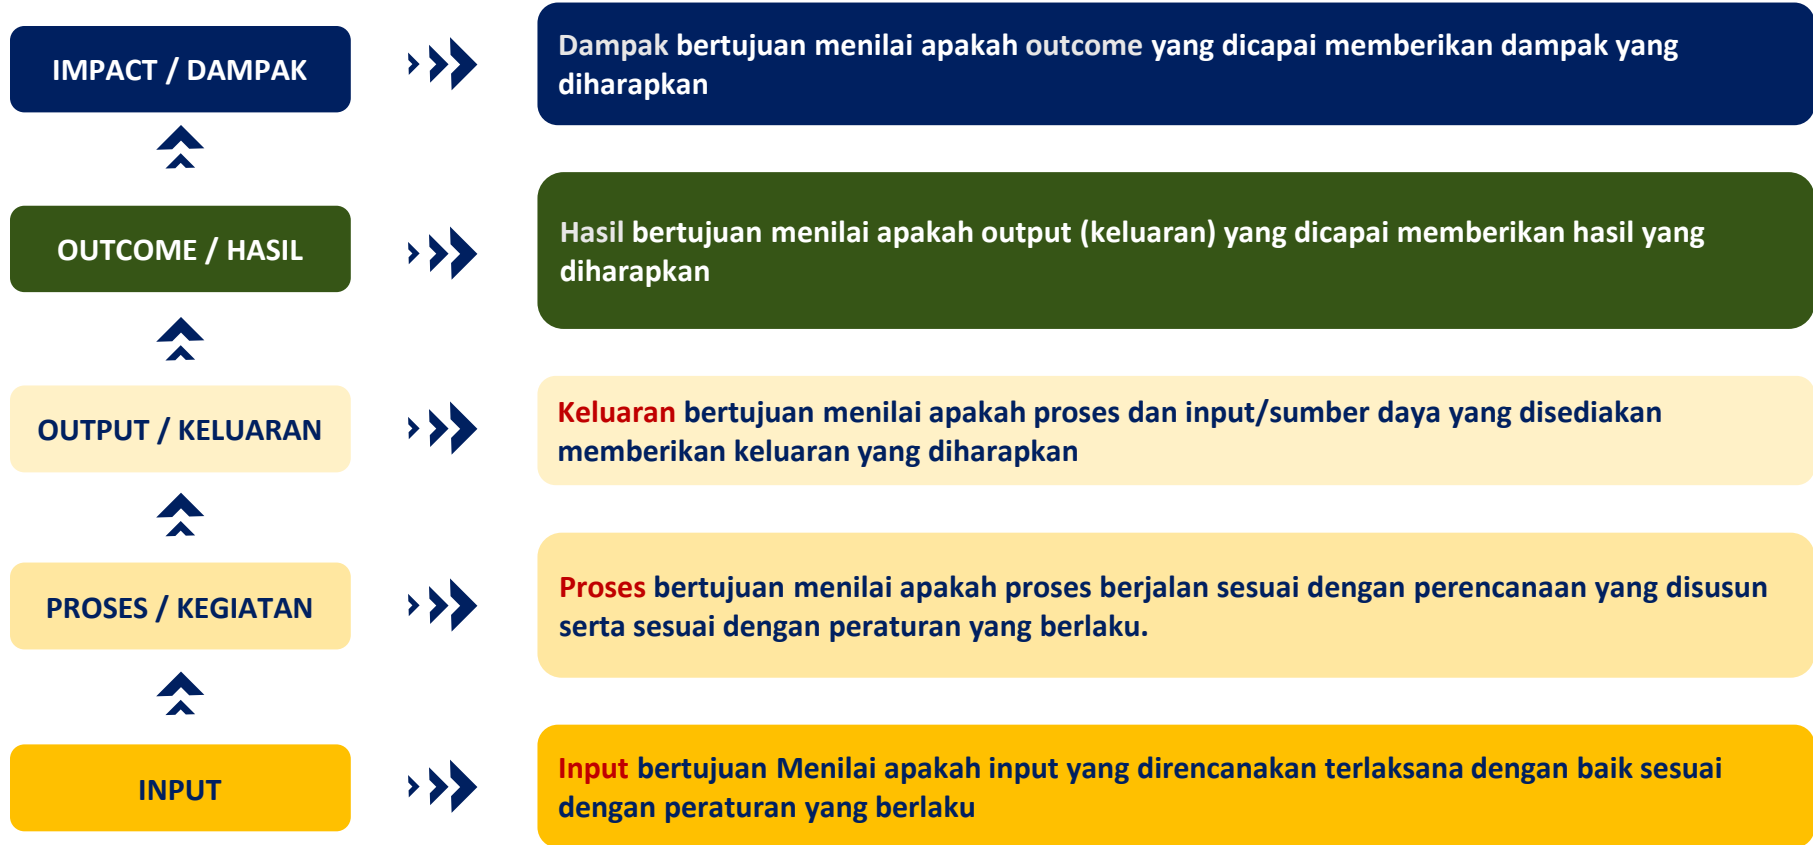 IMPACT / DAMPAK
Dampak bertujuan menilai apakah outcome yang dicapai memberikan dampak yang
diharapkan
OUTCOME / HASIL
Hasil bertujuan menilai apakah output (keluaran) yang dicapai memberikan hasil yang
diharapkan
OUTPUT / KELUARAN
Keluaran bertujuan menilai apakah proses dan input/sumber daya yang disediakan
memberikan keluaran yang diharapkan
PROSES / KEGIATAN
Proses bertujuan menilai apakah proses berjalan sesuai dengan perencanaan yang disusun
serta sesuai dengan peraturan yang berlaku.
INPUT
Input bertujuan Menilai apakah input yang direncanakan terlaksana dengan baik sesuai
dengan peraturan yang berlaku